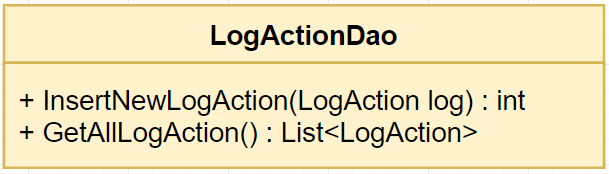 LogActionDao
+ InsertNewLogAction(LogAction log) : int
+ GetAllLogAction() : List<LogAction>